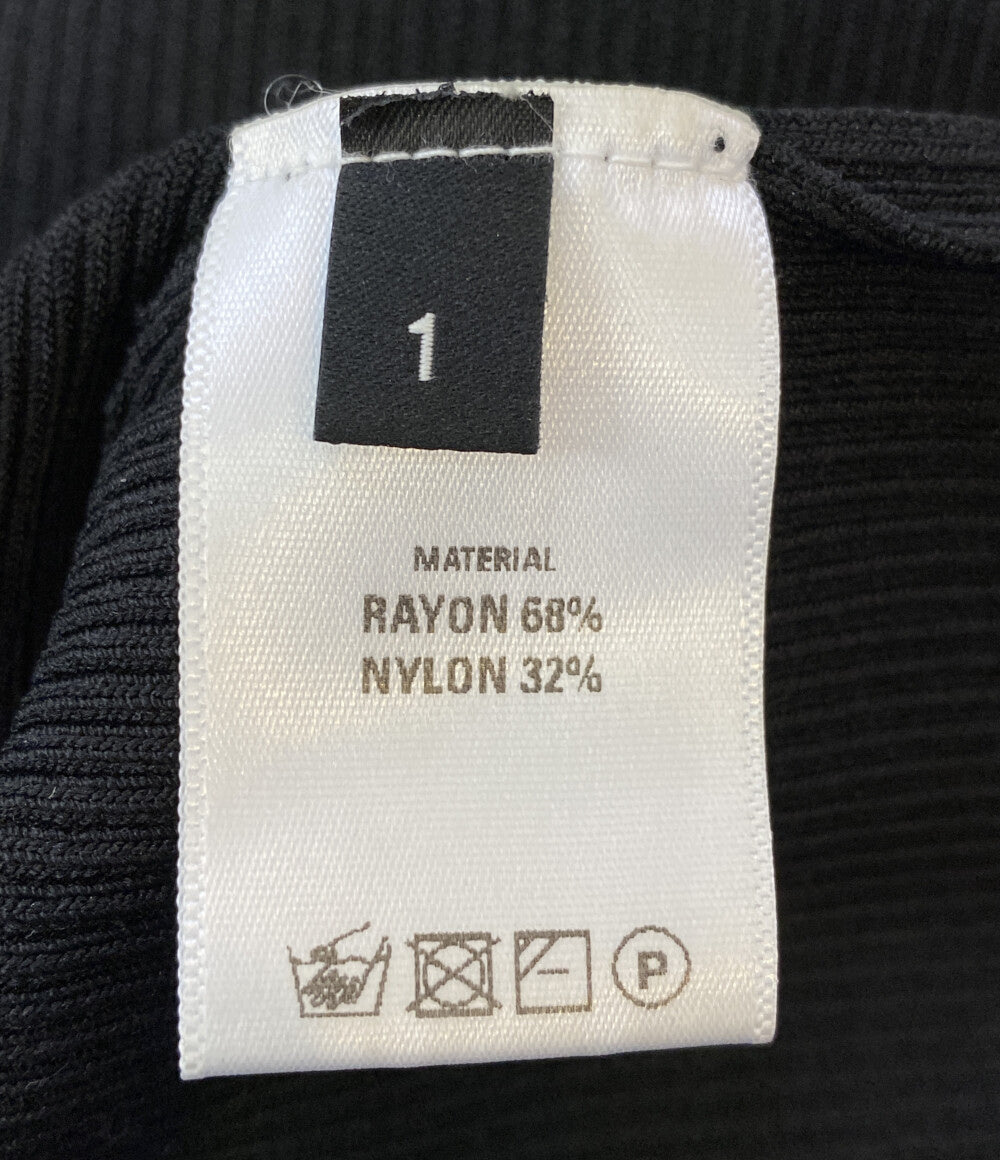 1
MATERIAL
RAYON 68%
NYLON 32%
P